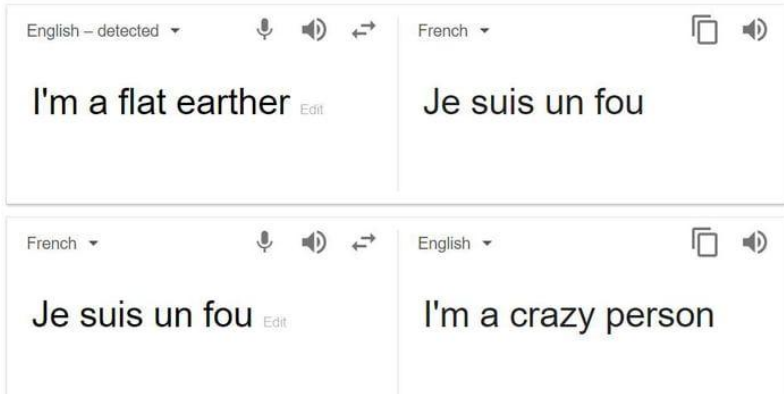 English – detected French
I'm a flat earther Edit Je suis un fou
French English
Je suis un fou Edit I'm a crazy person